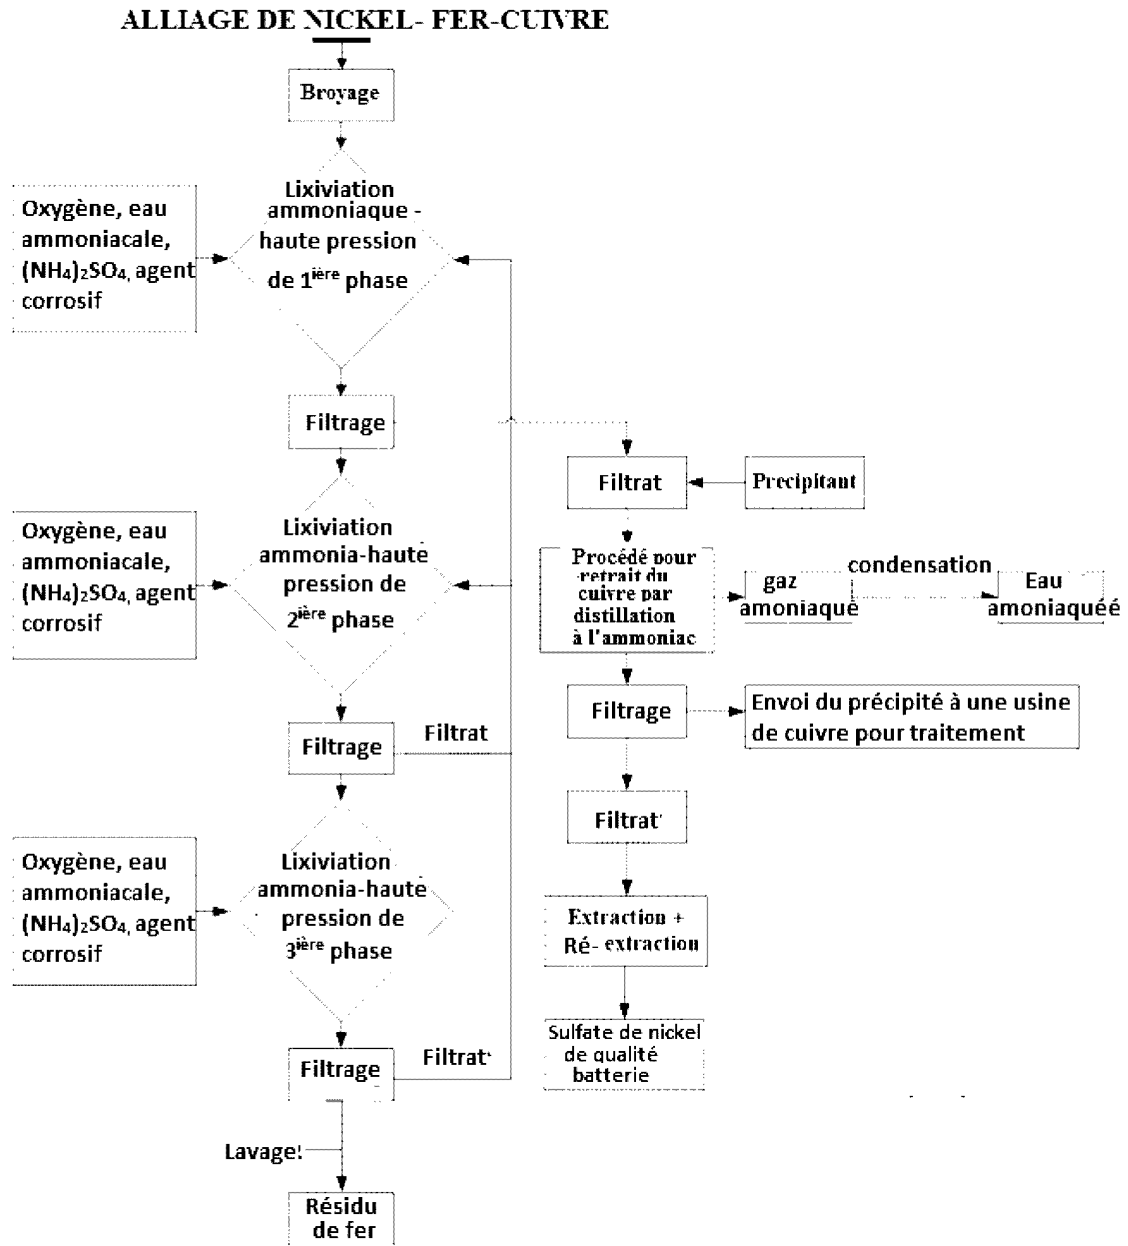 ALLIAGE DE NICKEL- FER-CUIVRE
Broyage
Lixiviation
ammoniaque -
haute pression
de 1ière phase
Oxygène, eau
ammoniacale,
(NH4)2SO4, agent
corrosif
Filtrage
Filtrat
Precipitant
Lixiviation
ammonia-haute
pression de
2ière phase
Oxygène, eau
ammoniacale,
(NH4)2SO4, agent
corrosif
Procédé pour
retrait du
cuivre par
distillation
à l'ammoniac
gaz
amoniaqué
condensation
Eau
amoniaquéé
Filtrage
Envoi du précipité à une usine
de cuivre pour traitement
Filtrage
Filtrat
Filtrat
Lixiviation
ammonia-haute
pression de
3ière phase
Oxygène, eau
ammoniacale,
(NH4)2SO4, agent
corrosif
Extraction +
Ré- extraction
Sulfate de nickel
de qualité
batterie
Filtrage
Filtrat
Lavage!
Résidu
de fer